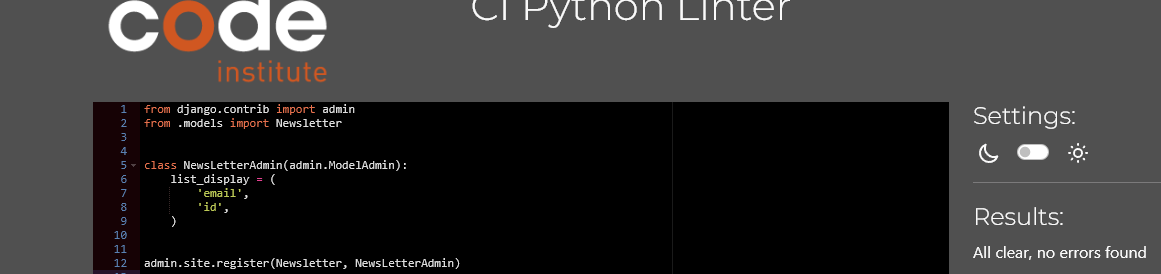 code
institute
CI Python Linter
1 from django.contrib import admin
2 from .models import Newsletter
3
4
5 class NewsLetterAdmin(admin.ModelAdmin):
6     list_display = (
7         'email',
8         'id',
9     )
10
11
12 admin.site.register(Newsletter, NewsLetterAdmin)
Settings:
Results:
All clear, no errors found